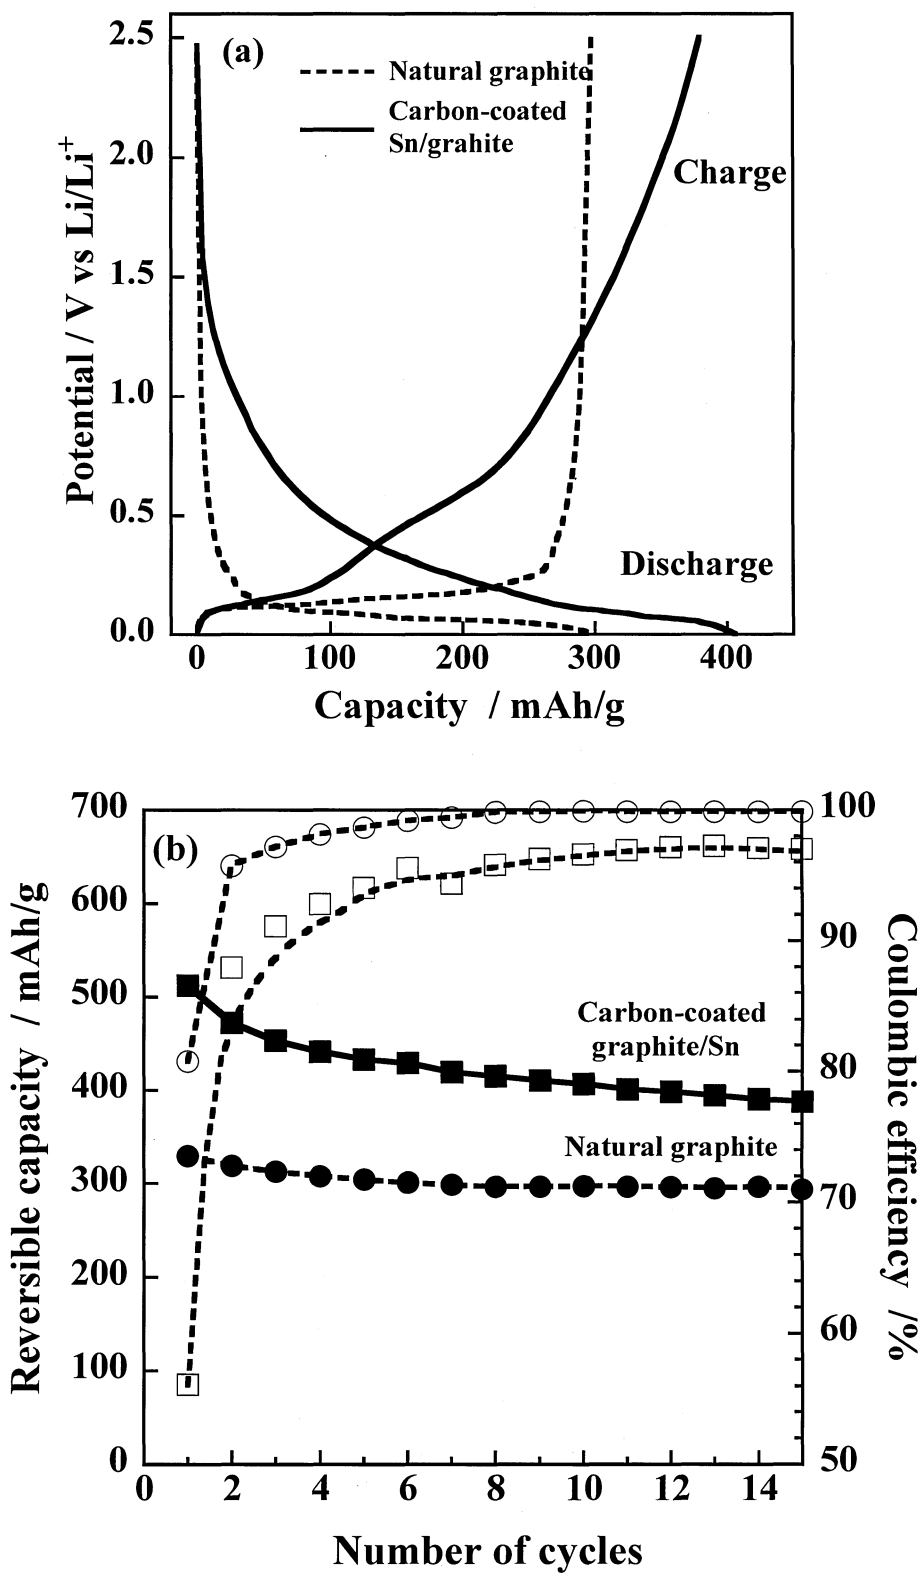 2.5
(a)
Natural graphite
Carbon-coated
Sn/grahite
2.0
Charge
Potential / V vs Li/Li+
1.5
1.0
0.5
Discharge
0.0
0 100 200 300 400
Capacity / mAh/g
700 100
(b)
600
90
500
Carbon-coated
graphite/Sn
400 80
Natural graphite
300
70
200
60
100
0 50
Reversible capacity / mAh/g
Coulombic efficiency /%
0 2 4 6 8 10 12 14
Number of cycles